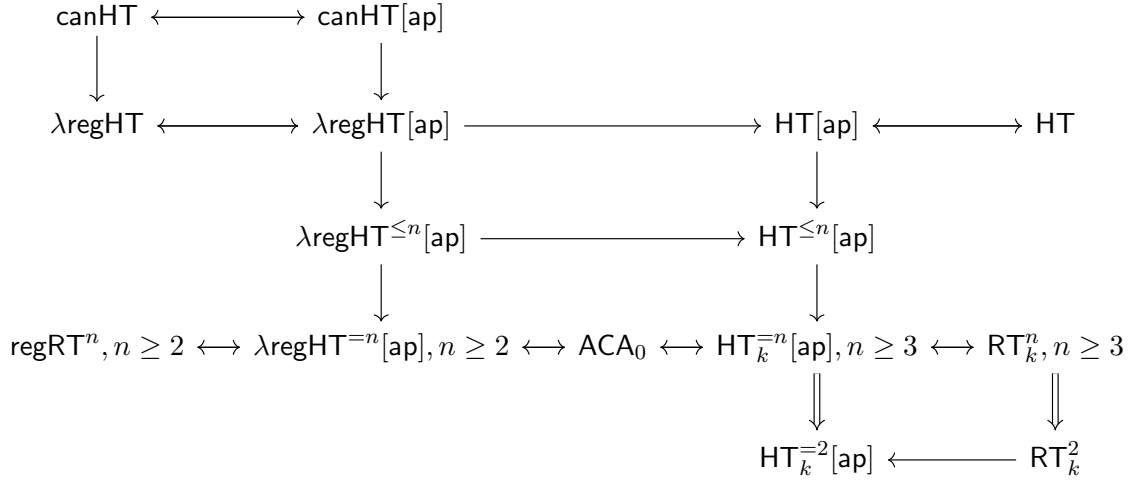 canHT canHT[ap]
λregHT λregHT[ap] HT[ap] HT
λregHT^{≤n}[ap] HT^{≤n}[ap]
regRT^n, n ≥ 2 ⟷ λregHT^{=n}[ap], n ≥ 2 ⟷ ACA_0 ⟷ HT_k^{=n}[ap], n ≥ 3 ⟷ RT_k^n, n ≥ 3
HT_k^{=2}[ap] RT_k^2